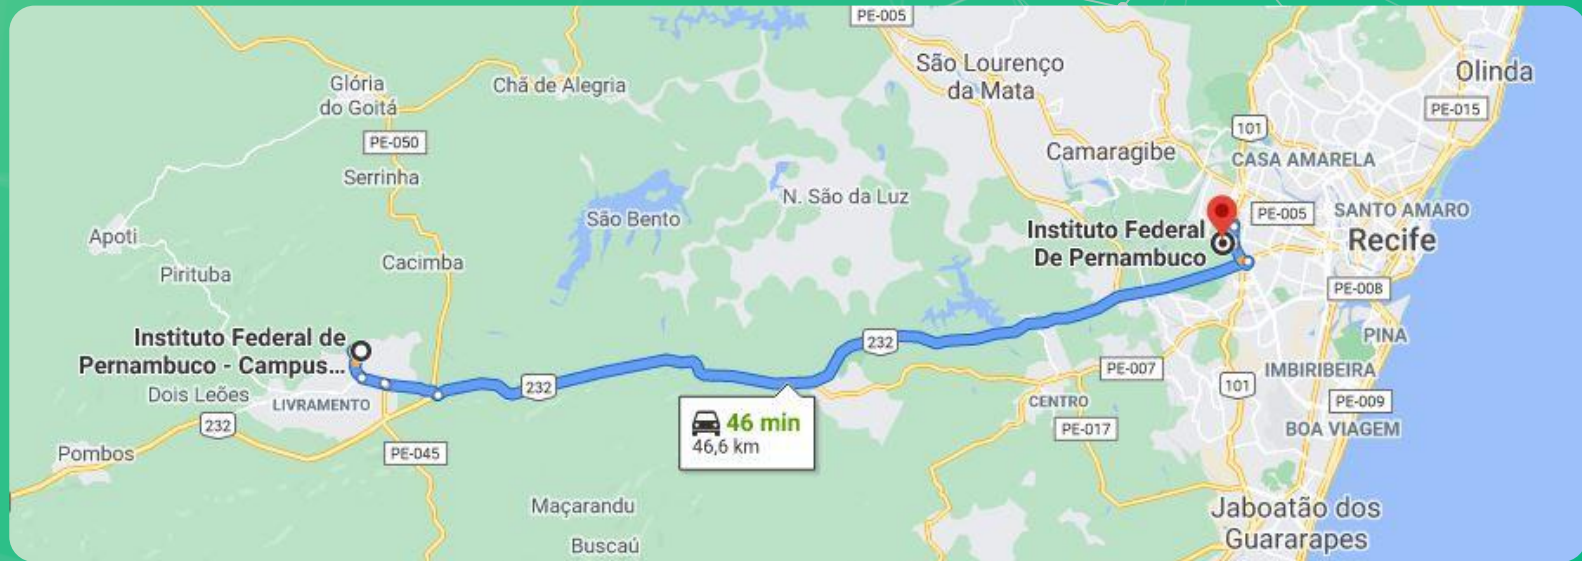 PE-005
São Lourenço
da Mata
Olinda
Glória
do Goitá
Chã de Alegria
PE-015
101
PE-050
Camaragibe
CASA AMARELA
Serrinha
N. São da Luz
São Bento
PE-005
SANTO AMARO
Instituto Federal
De Pernambuco
Recife
Apoti
Cacimba
Pirituba
PE-008
Instituto Federal de
Pernambuco - Campus...
PINA
232
PE-007
IMBIRIBEIRA
232
101
Dois Leões
LIVRAMENTO
CENTRO
PE-009
232
46 min
46,6 km
PE-017
BOA VIAGEM
Pombos
PE-045
Maçarandu
Jaboatão dos
Guararapes
Buscaú